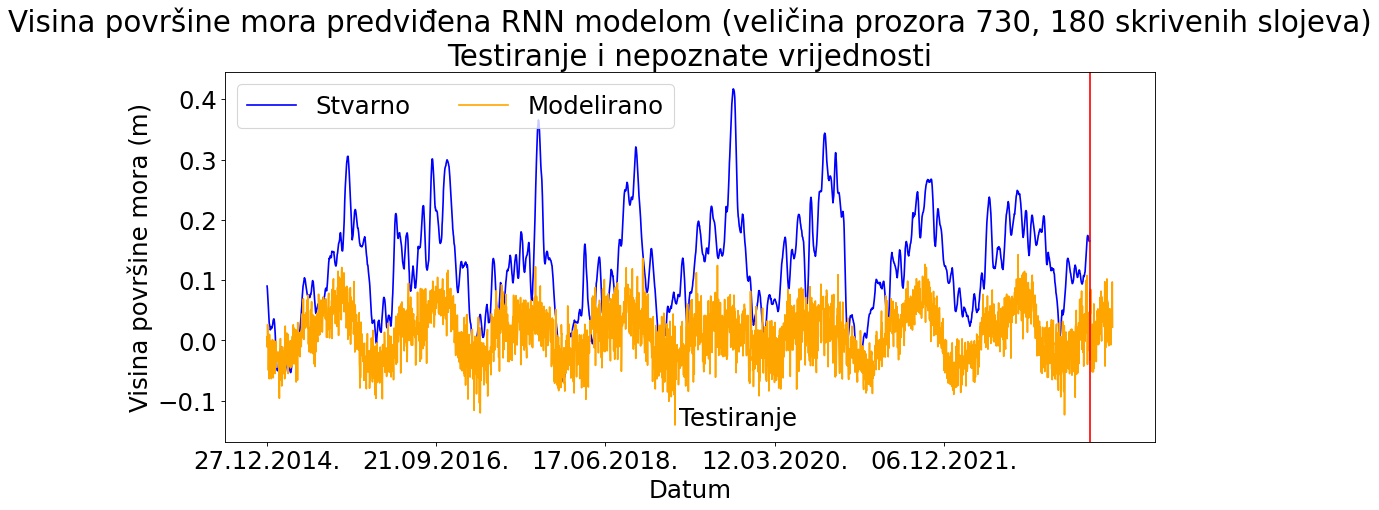 Visina površine mora predviđena RNN modelom (veličina prozora 730, 180 skrivenih slojeva)
Testiranje i nepoznate vrijednosti
Stvarno Modelirano
Visina površine mora (m)
0.4
0.3
0.2
0.1
0.0
−0.1
Testiranje
27.12.2014. 21.09.2016. 17.06.2018. 12.03.2020. 06.12.2021.
Datum